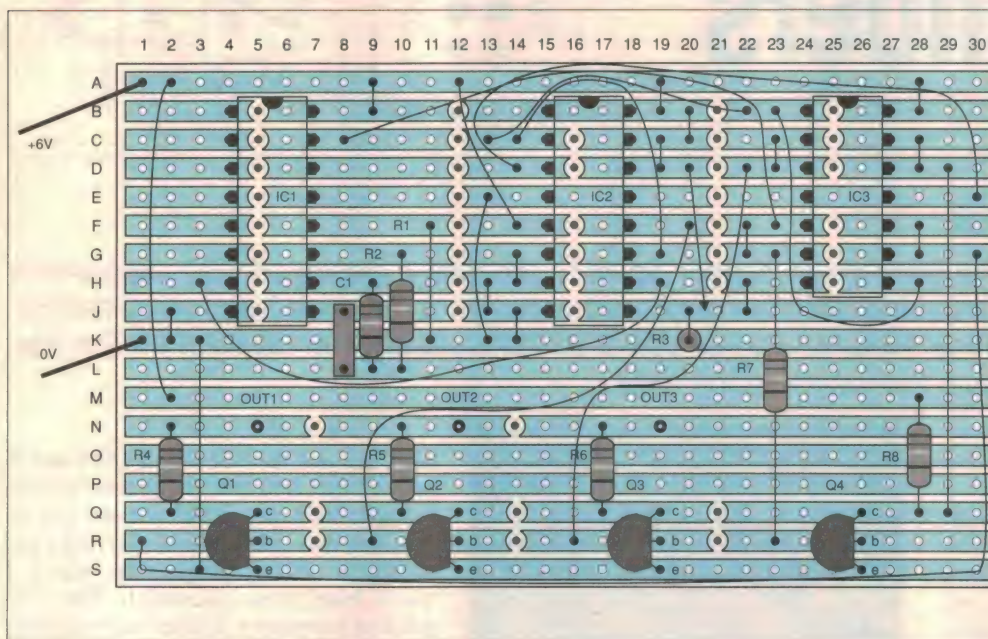 1 2 3 4 5 6 7 8 9 10 11 12 13 14 15 16 17 18 19 20 21 22 23 24 25 26 27 28 29 30
A
+6V
B
C
D
E IC1 IC2 IC3
F R1
G R2
H C1
J
K R3
0V
L R7
M OUT1 OUT2 OUT3
N
O R4 R5 R6 R8
P Q1 Q2 Q3 Q4
Q c c c c
R b b b b
S e e e e